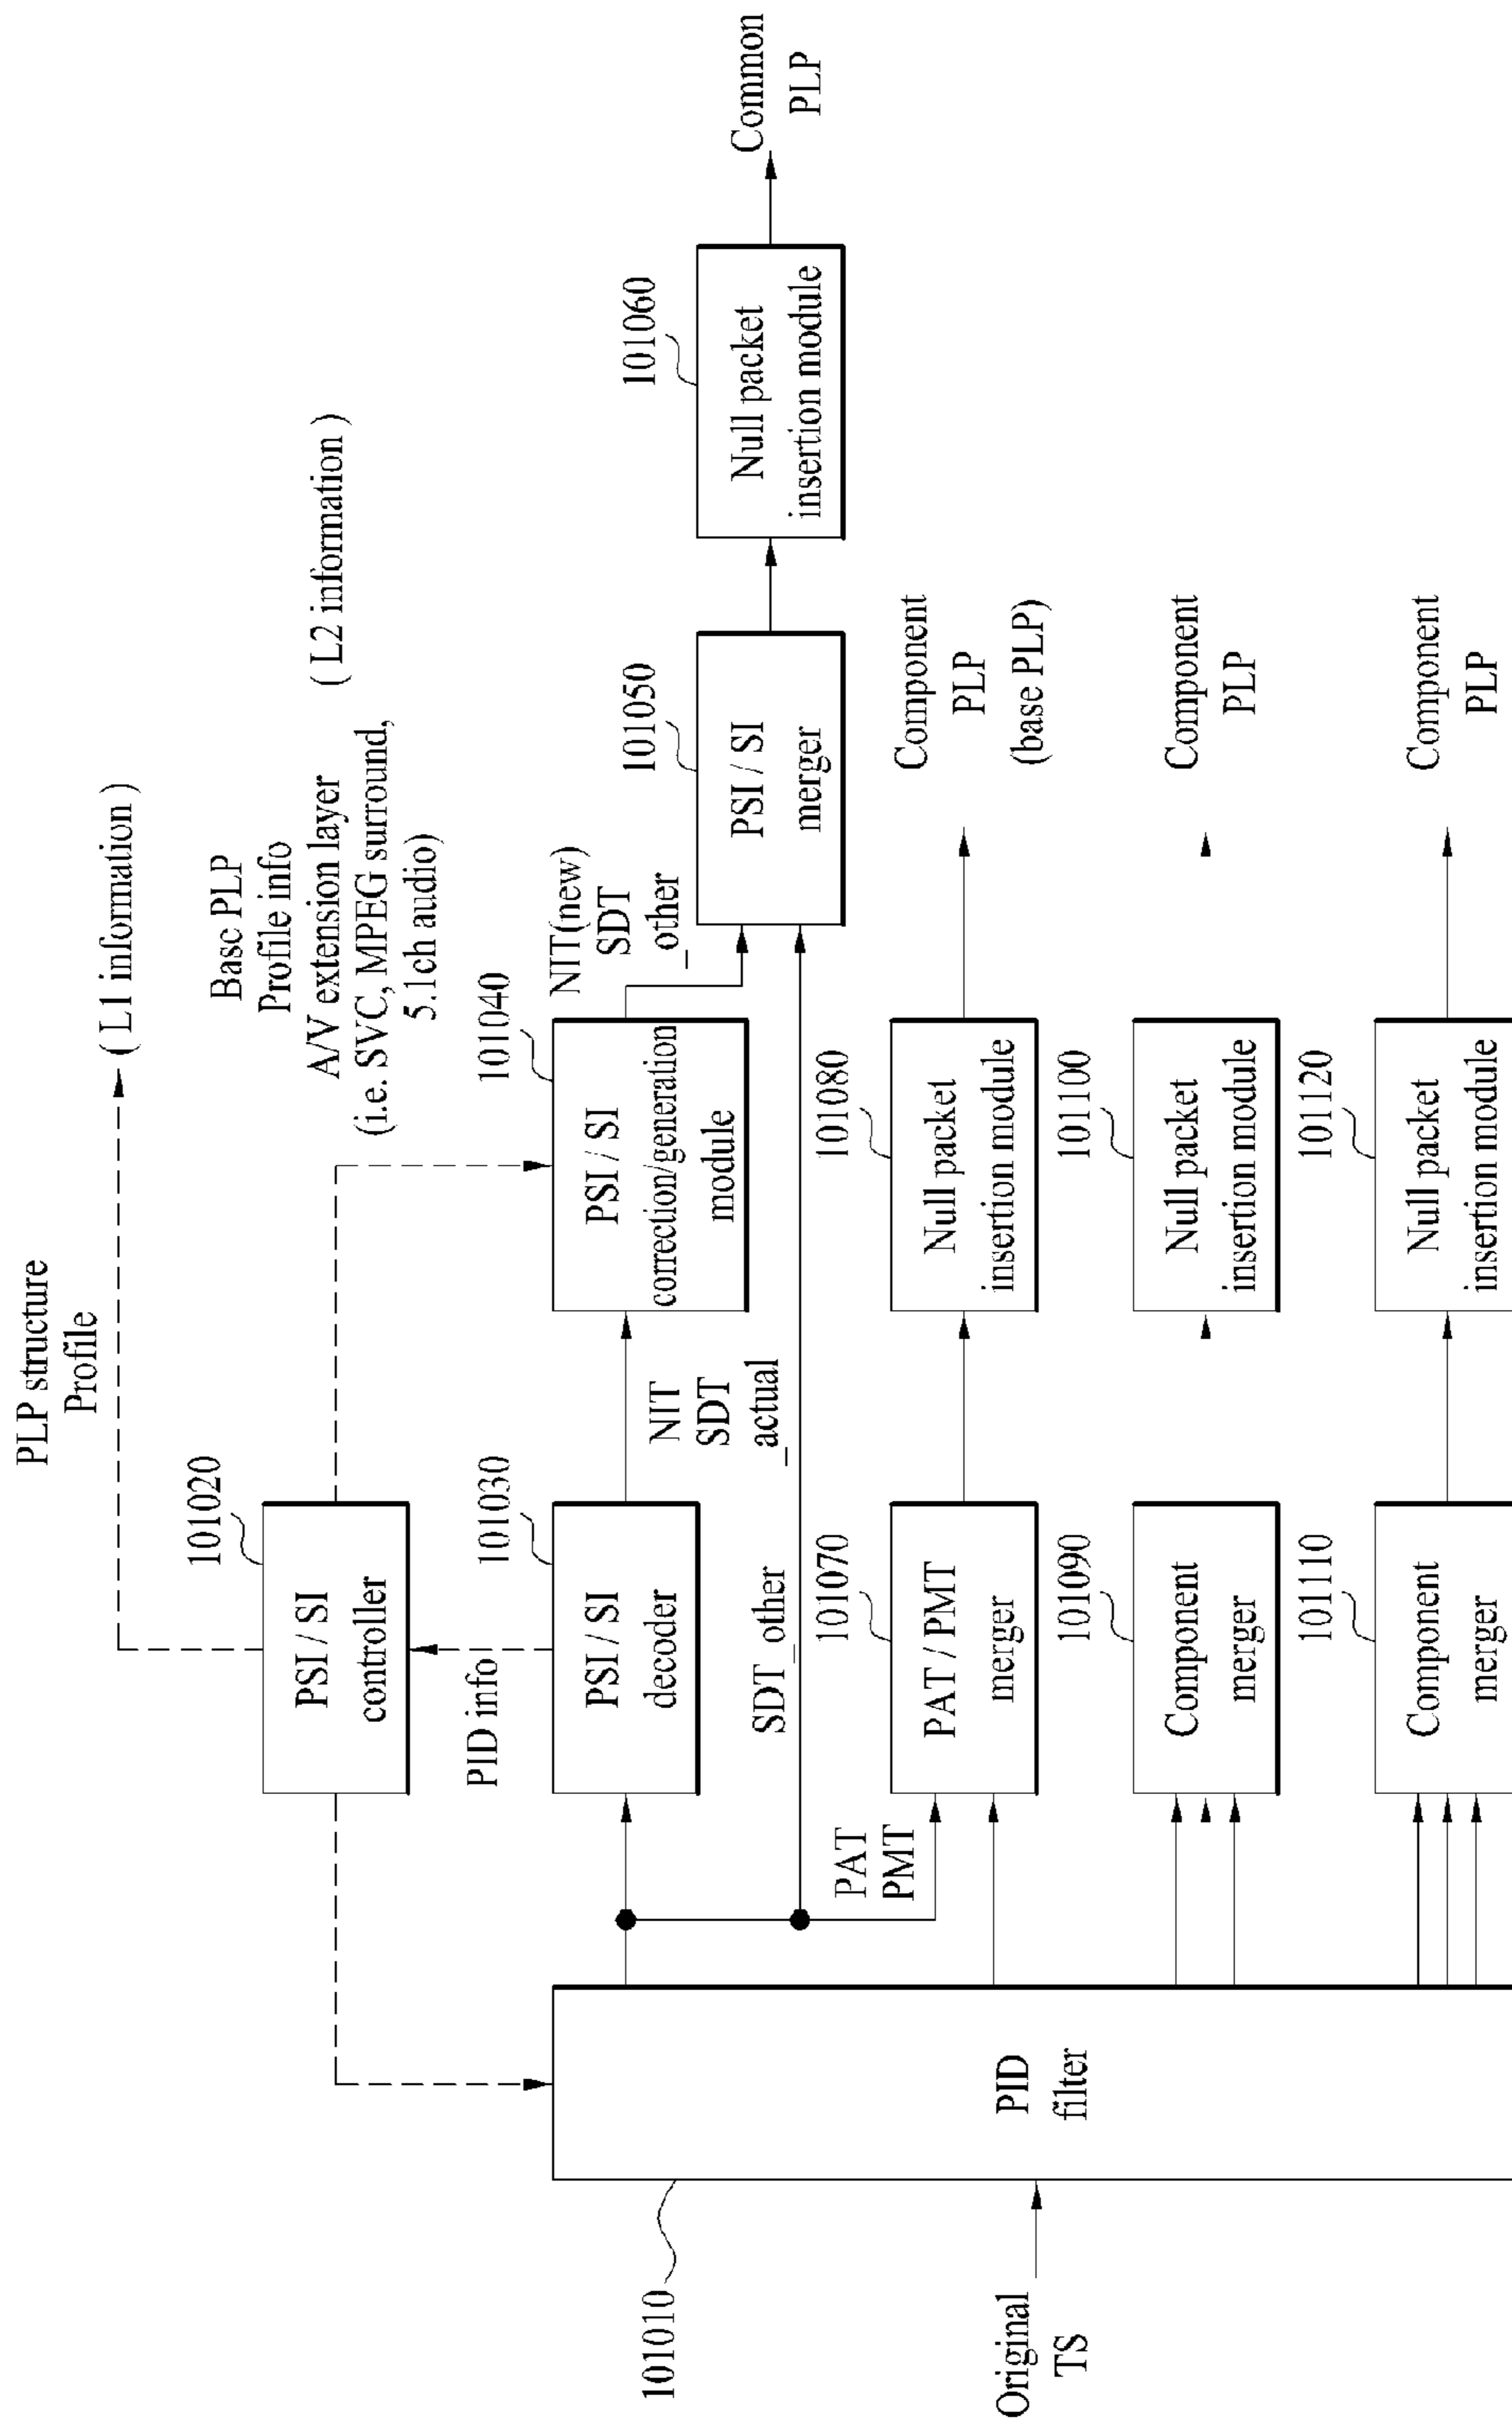 PLP structure
Profile
( L1 information )
Base PLP
Profile info
A/V extension layer
(i.e. SVC, MPEG surround,
5.1ch audio)
( L2 information )
101020
PSI / SI
controller
PID info
101030
PSI / SI
decoder
NIT
SDT
_actual
101040
PSI / SI
correction/generation
module
NIT(new)
SDT
_other
101050
PSI / SI
merger
101060
Null packet
insertion module
Common
PLP
SDT_other
101010
Original
TS
PID
filter
PAT
PMT
101070
PAT / PMT
merger
101080
Null packet
insertion module
Component
PLP
(base PLP)
101090
Component
merger
101100
Null packet
insertion module
Component
PLP
101110
Component
merger
101120
Null packet
insertion module
Component
PLP